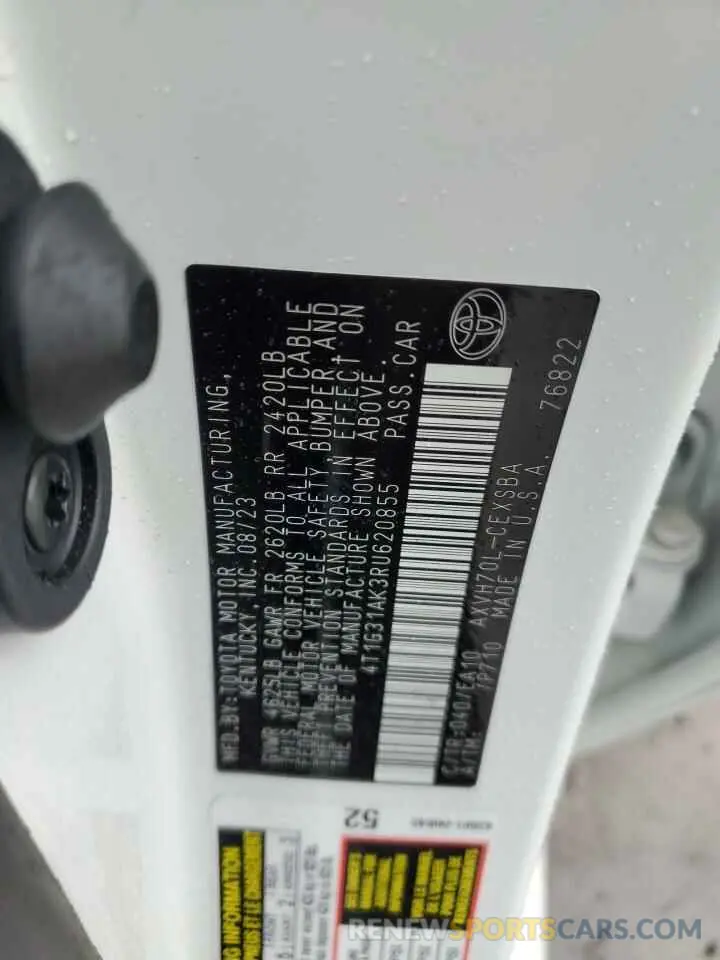 MFD.BY:TOYOTA MOTOR MANUFACTURING,
KENTUCKY, INC. 08/23
GVWR 4625LB GAWR FR 2620LB RR 2420LB
THIS VEHICLE CONFORMS TO ALL APPLICABLE
FEDERAL MOTOR VEHICLE SAFETY, BUMPER, AND
THEFT PREVENTION STANDARDS IN EFFECT ON
THE DATE OF MANUFACTURE SHOWN ABOVE.
4T1G31AK3RU620855 PASS.CAR
C/TR:040/EA10 AXVH70L-CEXSBA
A/TM: /P710 MADE IN U.S.A. 76822
52
INFORMATION
RENEWSPORTSCARS.COM